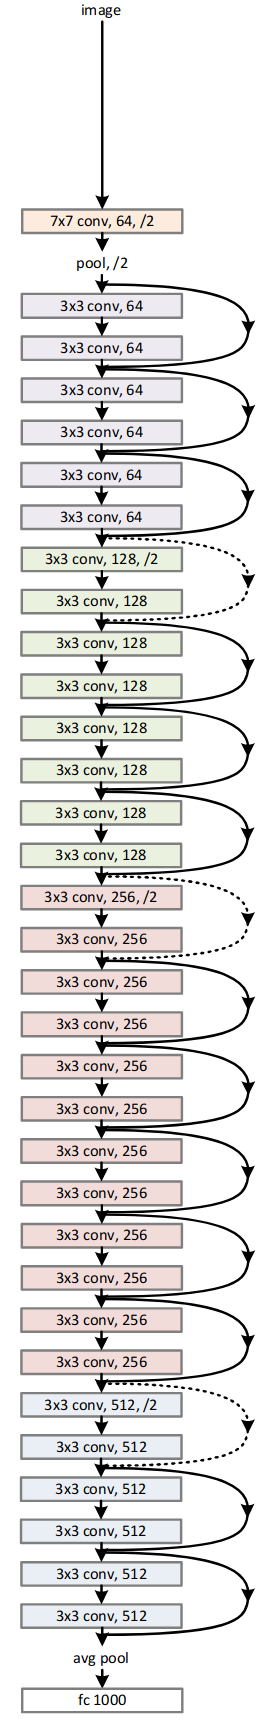 image
7x7 conv, 64, /2
pool, /2
3x3 conv, 64
3x3 conv, 64
3x3 conv, 64
3x3 conv, 64
3x3 conv, 64
3x3 conv, 64
3x3 conv, 128, /2
3x3 conv, 128
3x3 conv, 128
3x3 conv, 128
3x3 conv, 128
3x3 conv, 128
3x3 conv, 128
3x3 conv, 128
3x3 conv, 256, /2
3x3 conv, 256
3x3 conv, 256
3x3 conv, 256
3x3 conv, 256
3x3 conv, 256
3x3 conv, 256
3x3 conv, 256
3x3 conv, 256
3x3 conv, 256
3x3 conv, 256
3x3 conv, 256
3x3 conv, 512, /2
3x3 conv, 512
3x3 conv, 512
3x3 conv, 512
3x3 conv, 512
3x3 conv, 512
avg pool
fc 1000